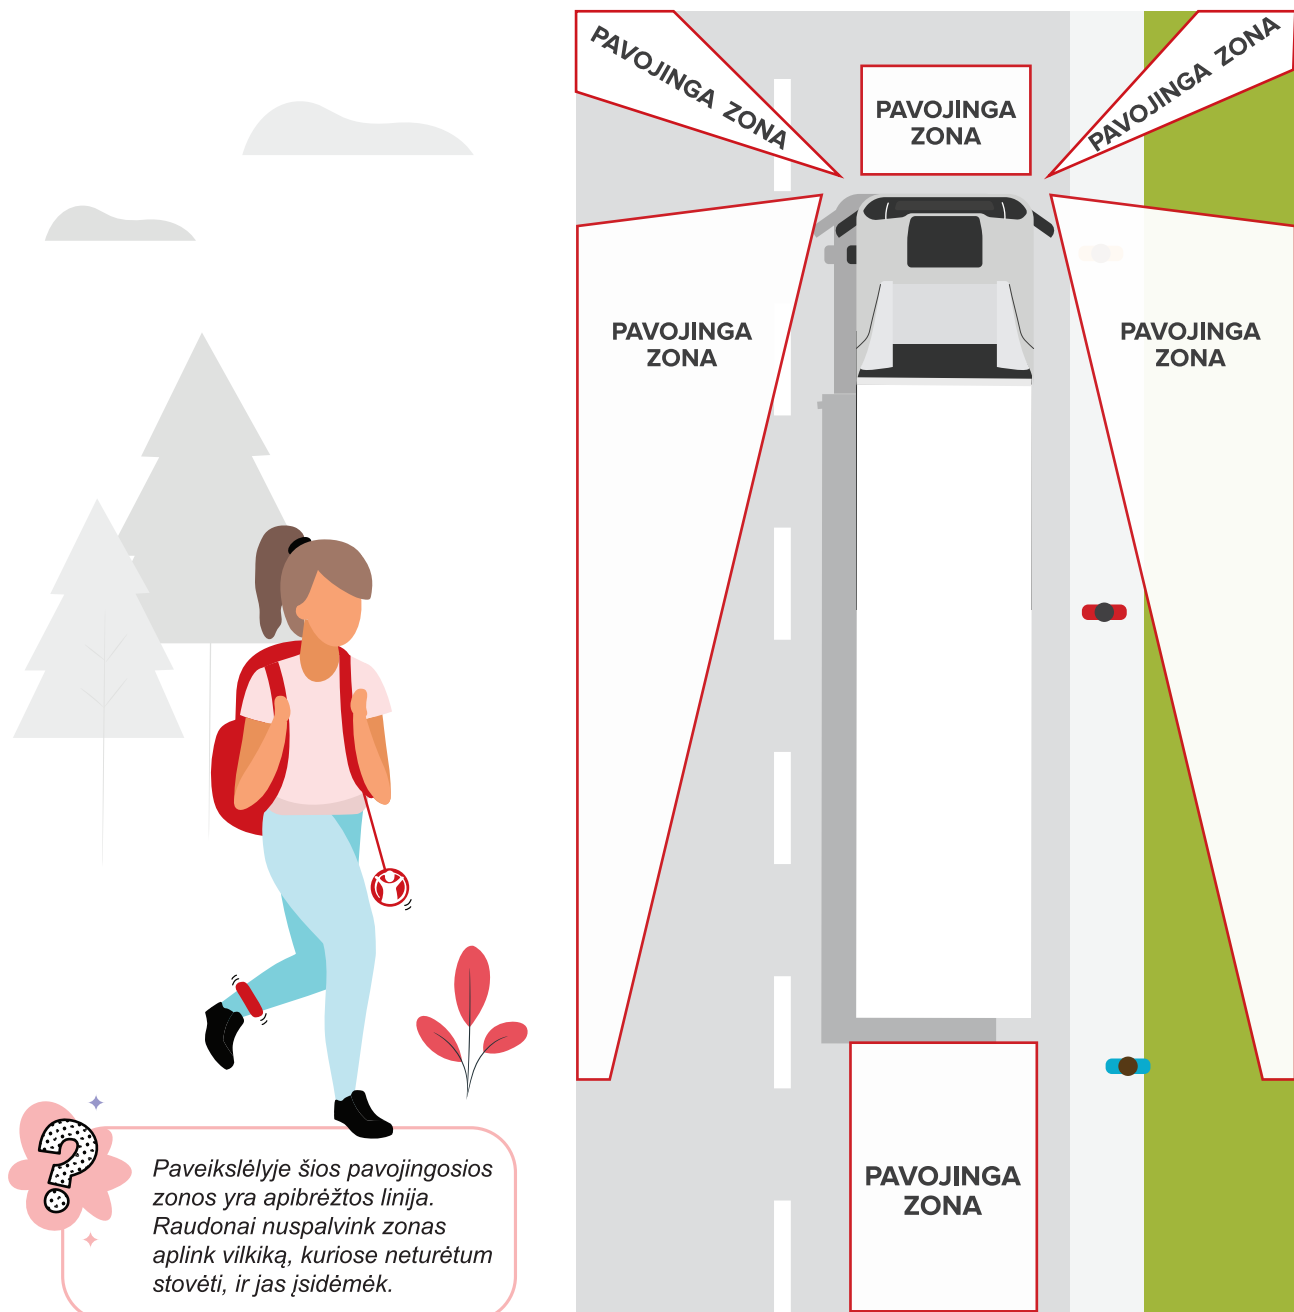 PAVOJINGA ZONA
PAVOJINGA
ZONA
PAVOJINGA ZONA
PAVOJINGA
ZONA
PAVOJINGA
ZONA
PAVOJINGA
ZONA
Paveikslėlyje šios pavojingosios
zonos yra apibrėžtos linija.
Raudonai nuspalvink zonas
aplink vilkiką, kuriose neturėtum
stovėti, ir jas įsidėmėk.